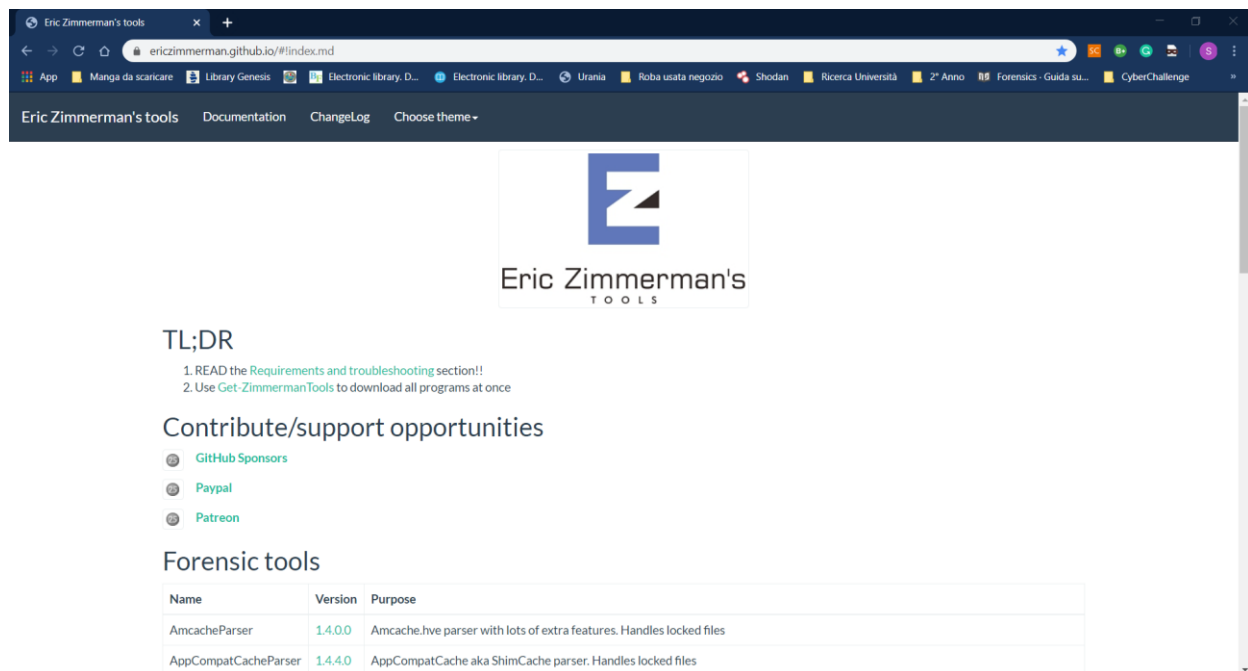 Eric Zimmerman's tools
ericzimmerman.github.io/#!index.md
App Manga da scaricare Library Genesis Electronic library. D... Electronic library. D... Urania Roba usata negozio Shodan Ricerca Università 2° Anno Forensics - Guida su... CyberChallenge »
Eric Zimmerman's tools Documentation ChangeLog Choose theme
Eric Zimmerman's
TOOLS
TL;DR
1. READ the Requirements and troubleshooting section!!
2. Use Get-ZimmermanTools to download all programs at once
Contribute/support opportunities
GitHub Sponsors
Paypal
Patreon
Forensic tools
Name Version Purpose
AmcacheParser 1.4.0.0 Amcache.hve parser with lots of extra features. Handles locked files
AppCompatCacheParser 1.4.4.0 AppCompatCache aka ShimCache parser. Handles locked files